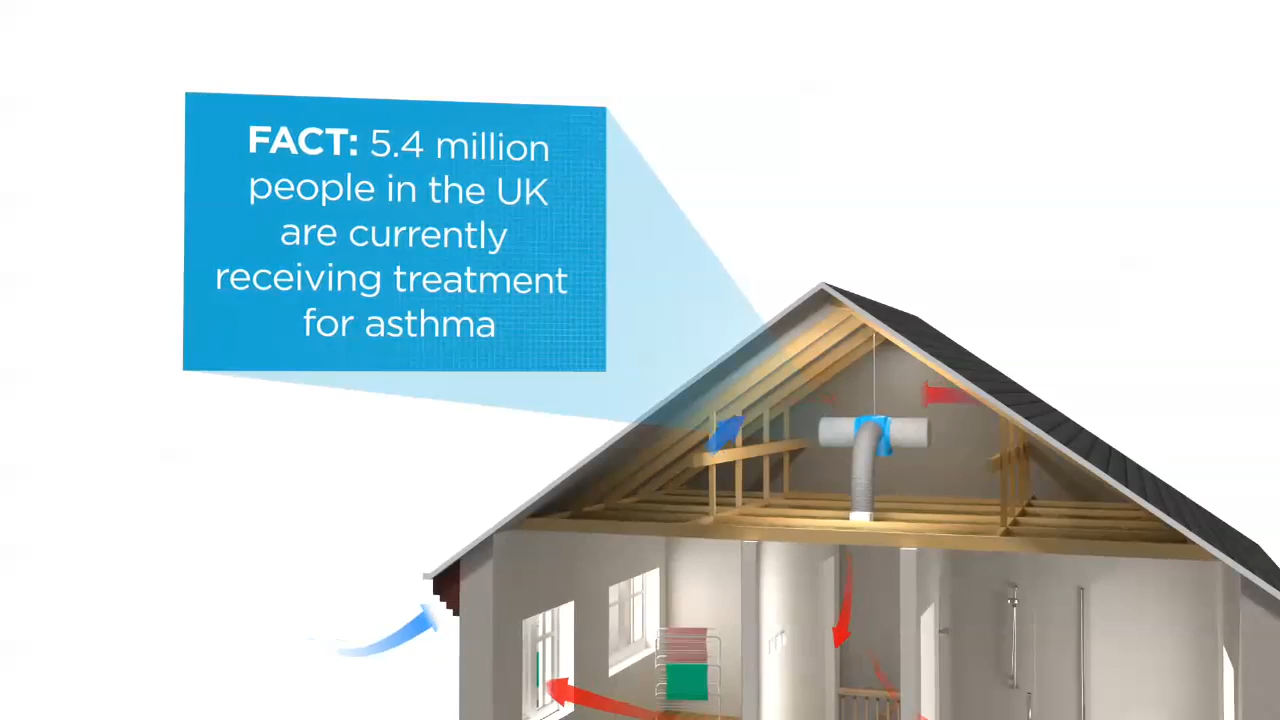 FACT: 5.4 million
people in the UK
are currently
receiving treatment
for asthma